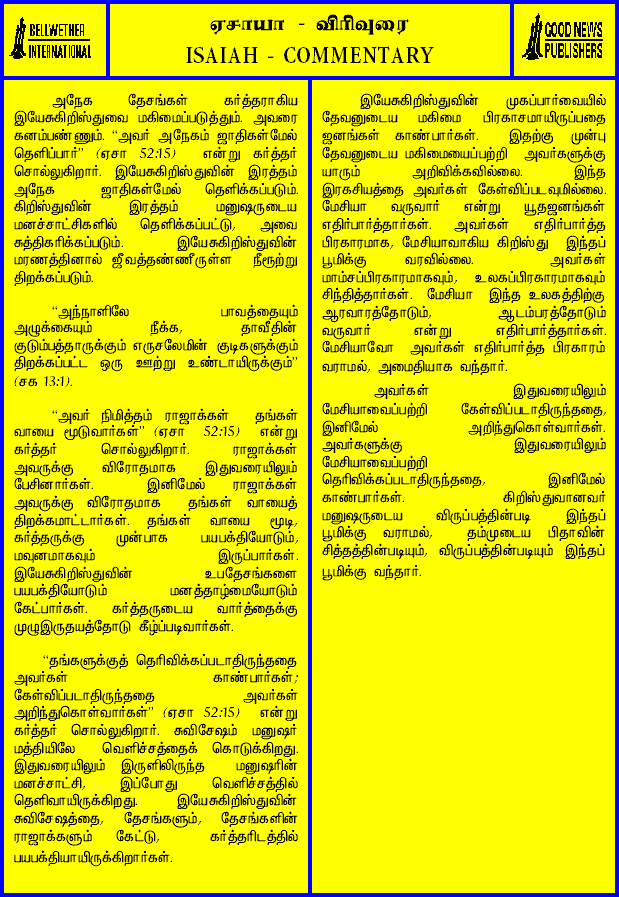 BELLWETHER
INTERNATIONAL
ஏசாயா - விரிவுரை
ISAIAH - COMMENTARY
GOOD NEWS
PUBLISHERS
அநேக தேசங்கள் கர்த்தராகிய
இயேசுகிறிஸ்துவை மகிமைப்படுத்தும். அவரை
கனம்பண்ணும். “அவர் அநேகம் ஜாதிகள்மேல்
தெளிப்பார்” (ஏசா 52:15) என்று கர்த்தர்
சொல்லுகிறார். இயேசுகிறிஸ்துவின் இரத்தம்
அநேக ஜாதிகள்மேல் தெளிக்கப்படும்.
கிறிஸ்துவின் இரத்தம் மனுஷருடைய
மனச்சாட்சிகளில் தெளிக்கப்பட்டு, அவை
சுத்திகரிக்கப்படும். இயேசுகிறிஸ்துவின்
மரணத்தினால் ஜீவத்தண்ணீருள்ள நீரூற்று
திறக்கப்படும்.
“அந்நாளிலே பாவத்தையும்
அழுக்கையும் நீக்க, தாவீதின்
குடும்பத்தாருக்கும் எருசலேமின் குடிகளுக்கும்
திறக்கப்பட்ட ஒரு ஊற்று உண்டாயிருக்கும்”
(சக 13:1).
“அவர் நிமித்தம் ராஜாக்கள் தங்கள்
வாயை மூடுவார்கள்” (ஏசா 52:15) என்று
கர்த்தர் சொல்லுகிறார். ராஜாக்கள்
அவருக்கு விரோதமாக இதுவரையிலும்
பேசினார்கள். இனிமேல் ராஜாக்கள்
அவருக்கு விரோதமாக தங்கள் வாயைத்
திறக்கமாட்டார்கள். தங்கள் வாயை மூடி,
கர்த்தருக்கு முன்பாக பயபக்தியோடும்,
மவுனமாகவும் இருப்பார்கள்.
இயேசுகிறிஸ்துவின் உபதேசங்களை
பயபக்தியோடும் மனத்தாழ்மையோடும்
கேட்பார்கள். கர்த்தருடைய வார்த்தைக்கு
முழுஇருதயத்தோடு கீழ்ப்படிவார்கள்.
“தங்களுக்குத் தெரிவிக்கப்படாதிருந்ததை
அவர்கள் காண்பார்கள்;
கேள்விப்படாதிருந்ததை அவர்கள்
அறிந்துகொள்வார்கள்” (ஏசா 52:15) என்று
கர்த்தர் சொல்லுகிறார். சுவிசேஷம் மனுஷர்
மத்தியிலே வெளிச்சத்தைக் கொடுக்கிறது.
இதுவரையிலும் இருளிலிருந்த மனுஷரின்
மனச்சாட்சி, இப்போது வெளிச்சத்தில்
தெளிவாயிருக்கிறது. இயேசுகிறிஸ்துவின்
சுவிசேஷத்தை, தேசங்களும், தேசங்களின்
ராஜாக்களும் கேட்டு, கர்த்தரிடத்தில்
பயபக்தியாயிருக்கிறார்கள்.
இயேசுகிறிஸ்துவின் முகப்பார்வையில்
தேவனுடைய மகிமை பிரகாசமாயிருப்பதை
ஜனங்கள் காண்பார்கள். இதற்கு முன்பு
தேவனுடைய மகிமையைப்பற்றி அவர்களுக்கு
யாரும் அறிவிக்கவில்லை. இந்த
இரகசியத்தை அவர்கள் கேள்விப்படவுமில்லை.
மேசியா வருவார் என்று யூதஜனங்கள்
எதிர்பார்த்தார்கள். அவர்கள் எதிர்பார்த்த
பிரகாரமாக, மேசியாவாகிய கிறிஸ்து இந்தப்
பூமிக்கு வரவில்லை. அவர்கள்
மாம்சப்பிரகாரமாகவும், உலகப்பிரகாரமாகவும்
சிந்தித்தார்கள். மேசியா இந்த உலகத்திற்கு
ஆரவாரத்தோடும், ஆடம்பரத்தோடும்
வருவார் என்று எதிர்பார்த்தார்கள்.
மேசியாவோ அவர்கள் எதிர்பார்த்த பிரகாரம்
வராமல், அமைதியாக வந்தார்.
அவர்கள் இதுவரையிலும்
மேசியாவைப்பற்றி கேள்விப்படாதிருந்ததை,
இனிமேல் அறிந்துகொள்வார்கள்.
அவர்களுக்கு இதுவரையிலும்
மேசியாவைப்பற்றி
தெரிவிக்கப்படாதிருந்ததை, இனிமேல்
காண்பார்கள். கிறிஸ்துவானவர்
மனுஷருடைய விருப்பத்தின்படி இந்தப்
பூமிக்கு வராமல், தம்முடைய பிதாவின்
சித்தத்தின்படியும், விருப்பத்தின்படியும் இந்தப்
பூமிக்கு வந்தார்.